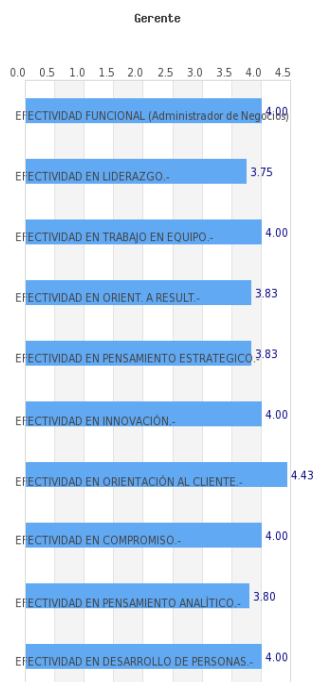 Gerente
0.0 0.5 1.0 1.5 2.0 2.5 3.0 3.5 4.0 4.5
EFECTIVIDAD FUNCIONAL (Administrador de Negocios) 4.00
EFECTIVIDAD EN LIDERAZGO.- 3.75
EFECTIVIDAD EN TRABAJO EN EQUIPO.- 4.00
EFECTIVIDAD EN ORIENT. A RESULT.- 3.83
EFECTIVIDAD EN PENSAMIENTO ESTRATEGICO.- 3.83
EFECTIVIDAD EN INNOVACIÓN.- 4.00
EFECTIVIDAD EN ORIENTACIÓN AL CLIENTE.- 4.43
EFECTIVIDAD EN COMPROMISO.- 4.00
EFECTIVIDAD EN PENSAMIENTO ANALÍTICO.- 3.80
EFECTIVIDAD EN DESARROLLO DE PERSONAS.- 4.00